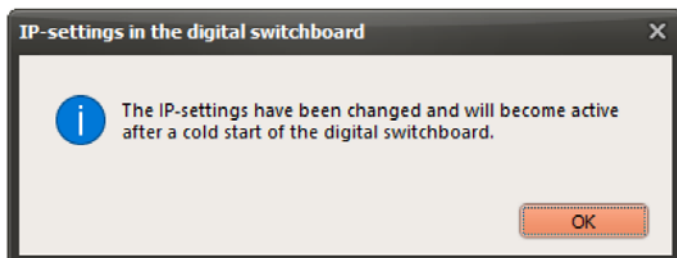 IP-settings in the digital switchboard
The IP-settings have been changed and will become active
after a cold start of the digital switchboard.
OK